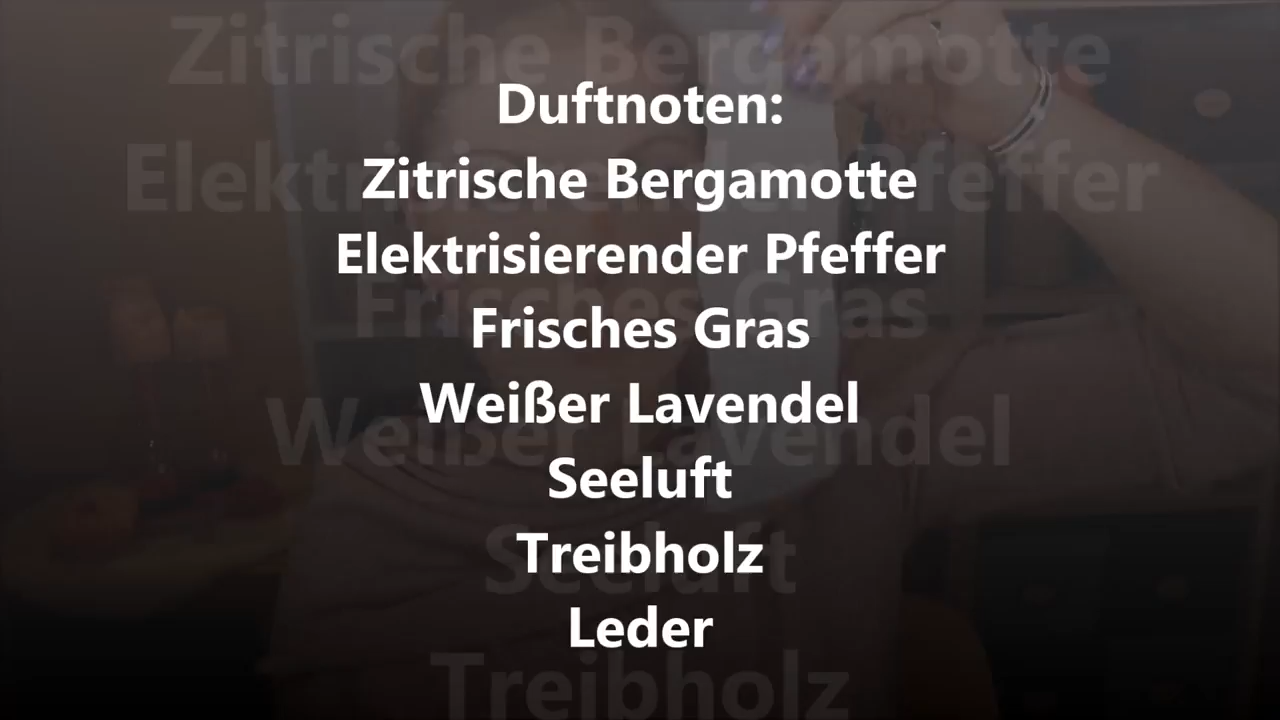 Duftnoten:
Zitrische Bergamotte
Elektrisierender Pfeffer
Frisches Gras
Weißer Lavendel
Seeluft
Treibholz
Leder